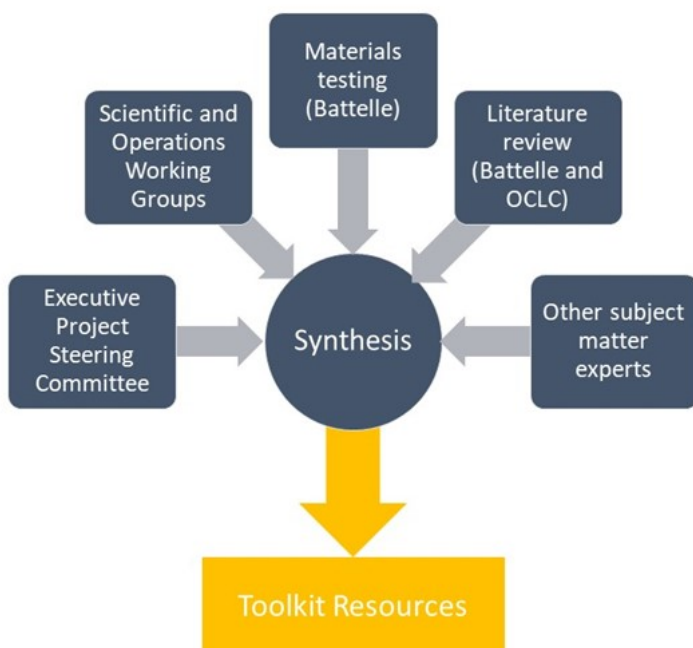 Materials
testing
(Battelle)
Scientific and
Operations
Working
Groups
Literature
review
(Battelle and
OCLC)
Executive
Project
Steering
Committee
Synthesis
Other subject
matter
experts
Toolkit Resources